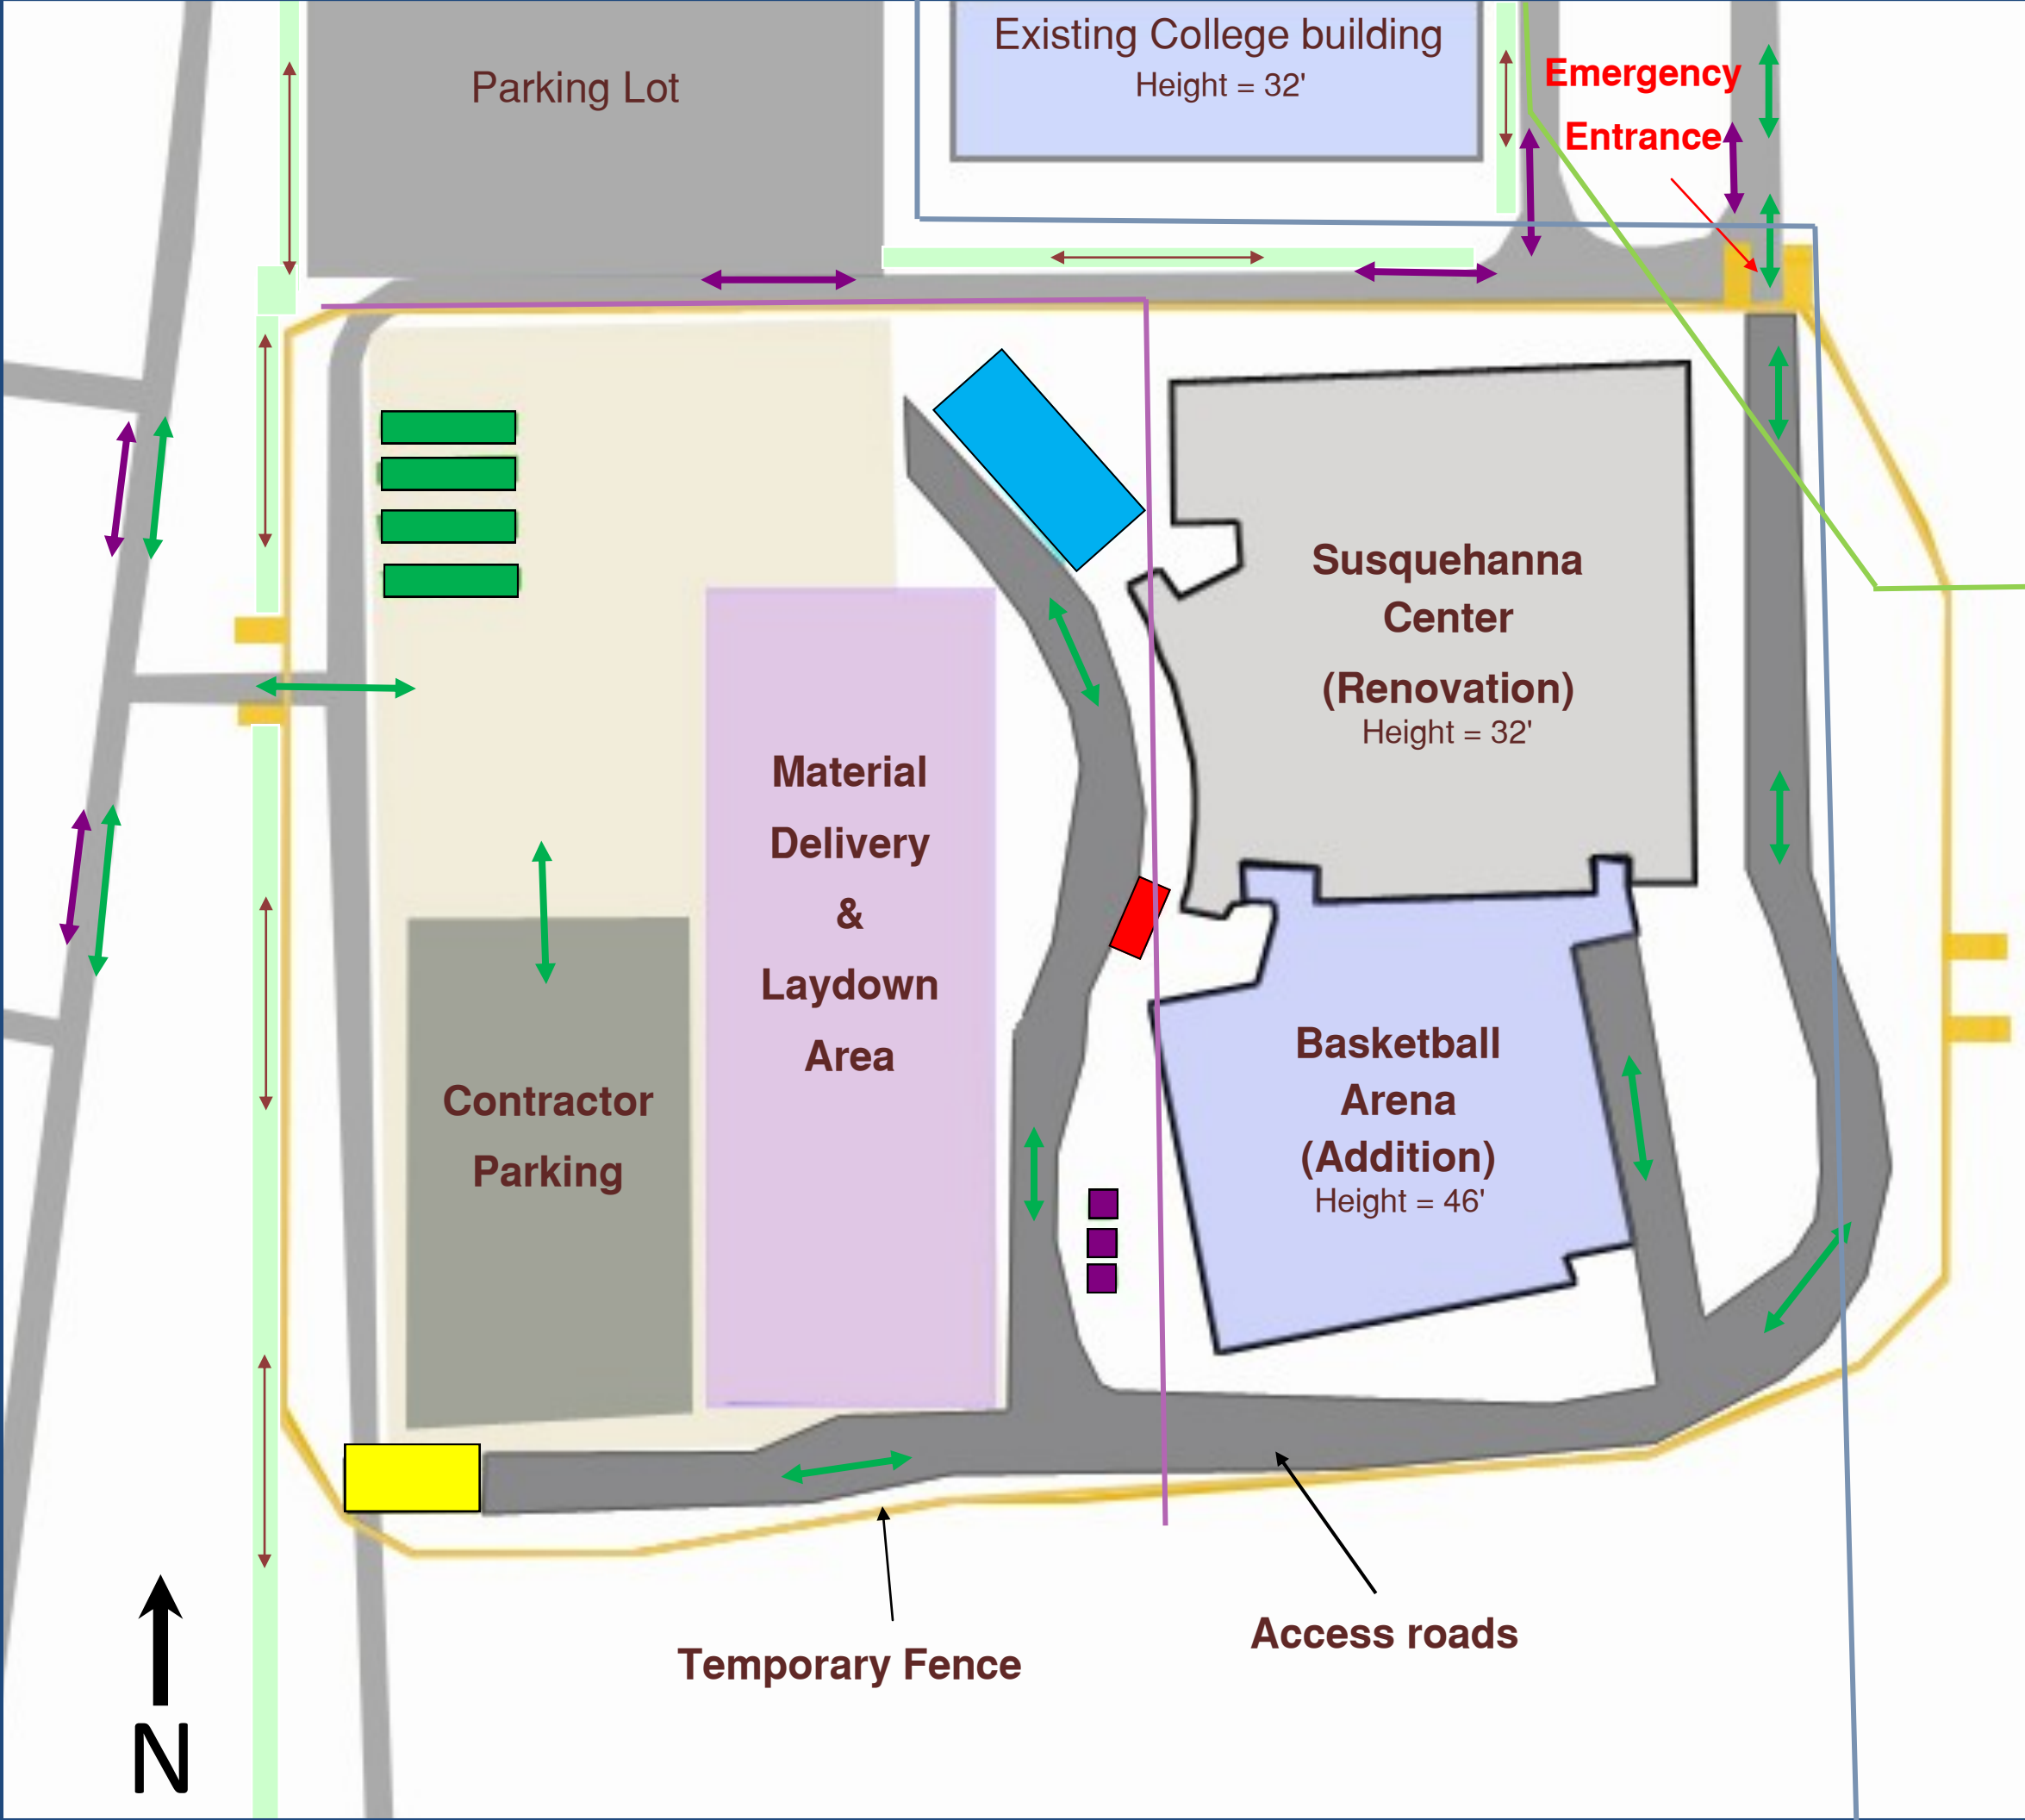 Existing College building
Height = 32'
Parking Lot
Emergency
Entrance
Susquehanna
Center
(Renovation)
Height = 32'
Material
Delivery
&
Laydown
Area
Contractor
Parking
Basketball
Arena
(Addition)
Height = 46'
Access roads
Temporary Fence
N